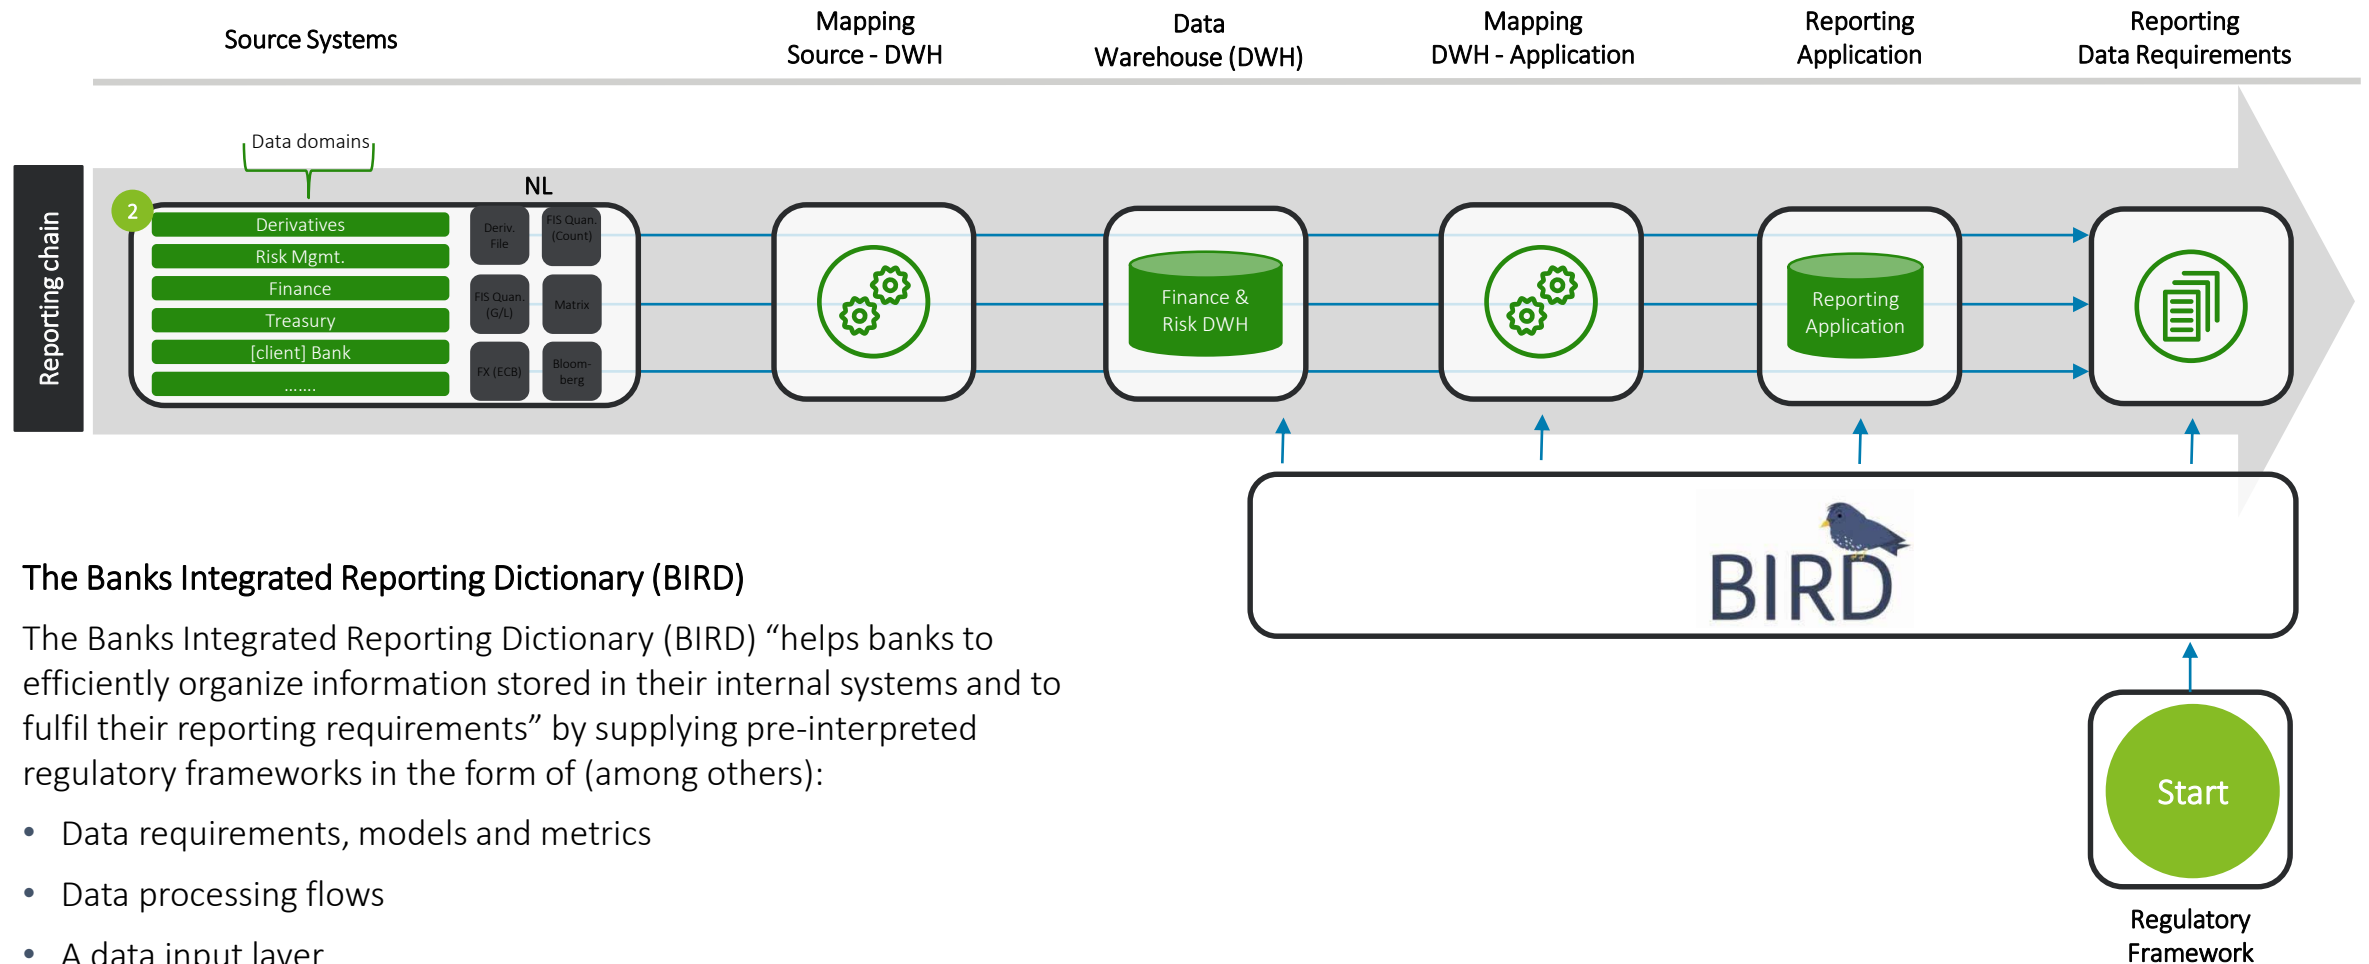 Source Systems
Mapping
Source - DWH
Data
Warehouse (DWH)
Mapping
DWH - Application
Reporting
Application
Reporting
Data Requirements
Reporting chain
Data domains
NL
2
Derivatives
Risk Mgmt.
Finance
Treasury
[client] Bank
.......
Deriv.
File
FIS Quan.
(Count)
FIS Quan.
(G/L)
Matrix
FX (ECB)
Bloom-
berg
Finance &
Risk DWH
Reporting
Application
BIRD
The Banks Integrated Reporting Dictionary (BIRD)
The Banks Integrated Reporting Dictionary (BIRD) “helps banks to
efficiently organize information stored in their internal systems and to
fulfil their reporting requirements” by supplying pre-interpreted
regulatory frameworks in the form of (among others):
• Data requirements, models and metrics
• Data processing flows
• A data input layer
Start
Regulatory
Framework